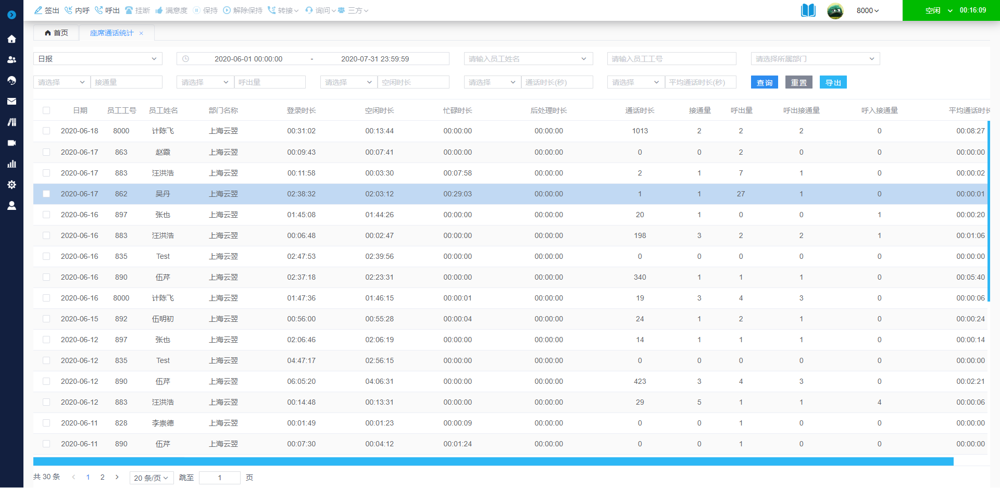 签出 内呼 呼出 挂断 满意度 保持 解除保持 转接 询问 三方 8000 空闲 00:16:09
首页 座席通话统计 ×
日报 2020-06-01 00:00:00 - 2020-07-31 23:59:59 请输入员工姓名 请输入员工工号 请选择所属部门
请选择 接通量 请选择 呼出量 请选择 空闲时长 请选择 通话时长(秒) 请选择 平均通话时长(秒) 查询 重置 导出
日期 员工工号 员工姓名 部门名称 登录时长 空闲时长 忙碌时长 后处理时长 通话时长 接通量 呼出量 呼出接通量 呼入接通量 平均通话时长
2020-06-18 8000 计陈飞 上海云翌 00:31:02 00:13:44 00:00:00 00:00:00 1013 2 2 2 0 00:08:27
2020-06-17 863 赵霞 上海云翌 00:09:43 00:07:41 00:00:00 00:00:00 0 0 2 0 0 00:00:00
2020-06-17 883 汪洪浩 上海云翌 00:11:58 00:03:30 00:07:58 00:00:00 2 1 7 1 0 00:00:02
2020-06-17 862 吴丹 上海云翌 02:38:32 02:03:12 00:29:03 00:00:00 1 1 27 1 0 00:00:01
2020-06-16 897 张也 上海云翌 01:45:08 01:44:26 00:00:00 00:00:00 20 1 0 0 1 00:00:20
2020-06-16 883 汪洪浩 上海云翌 00:06:48 00:02:47 00:00:00 00:00:00 198 3 2 2 1 00:01:06
2020-06-16 835 Test 上海云翌 02:47:53 02:39:56 00:00:00 00:00:00 0 0 0 0 0 00:00:00
2020-06-16 890 伍芹 上海云翌 02:37:18 02:23:31 00:00:00 00:00:00 340 1 1 1 0 00:05:40
2020-06-16 8000 计陈飞 上海云翌 01:47:36 01:46:15 00:00:01 00:00:00 19 3 4 3 0 00:00:06
2020-06-15 892 伍明初 上海云翌 00:56:00 00:55:28 00:00:04 00:00:00 24 1 2 1 0 00:00:24
2020-06-12 897 张也 上海云翌 02:06:46 02:06:19 00:00:00 00:00:00 14 1 1 1 0 00:00:14
2020-06-12 835 Test 上海云翌 04:47:17 02:56:15 00:00:00 00:00:00 0 0 0 0 0 00:00:00
2020-06-12 890 伍芹 上海云翌 06:05:20 04:06:31 00:00:00 00:00:00 423 3 4 3 0 00:02:21
2020-06-12 883 汪洪浩 上海云翌 00:14:48 00:13:31 00:00:00 00:00:00 29 5 1 1 4 00:00:06
2020-06-11 828 李崇德 上海云翌 00:01:49 00:01:23 00:00:09 00:00:00 0 0 1 0 0 00:00:00
2020-06-11 890 伍芹 上海云翌 00:07:30 00:04:12 00:01:24 00:00:00 0 0 1 0 0 00:00:00
共 30 条 1 2 20 条/页 跳至 1 页